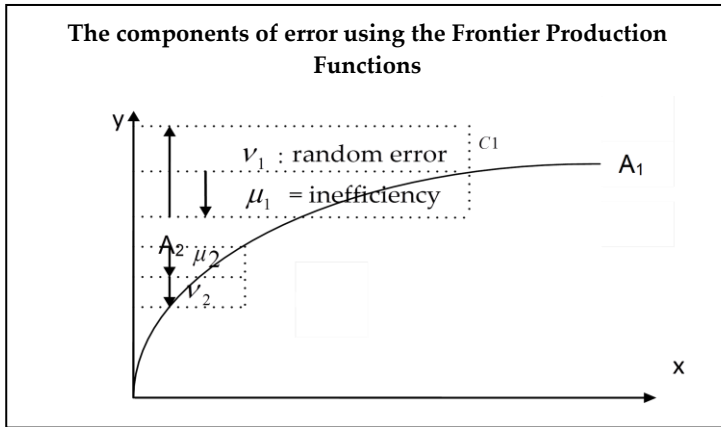 The components of error using the Frontier Production
Functions
y
C1
ν₁ : random error
A₁
μ₁ = inefficiency
A₂
μ2
ν₂
x